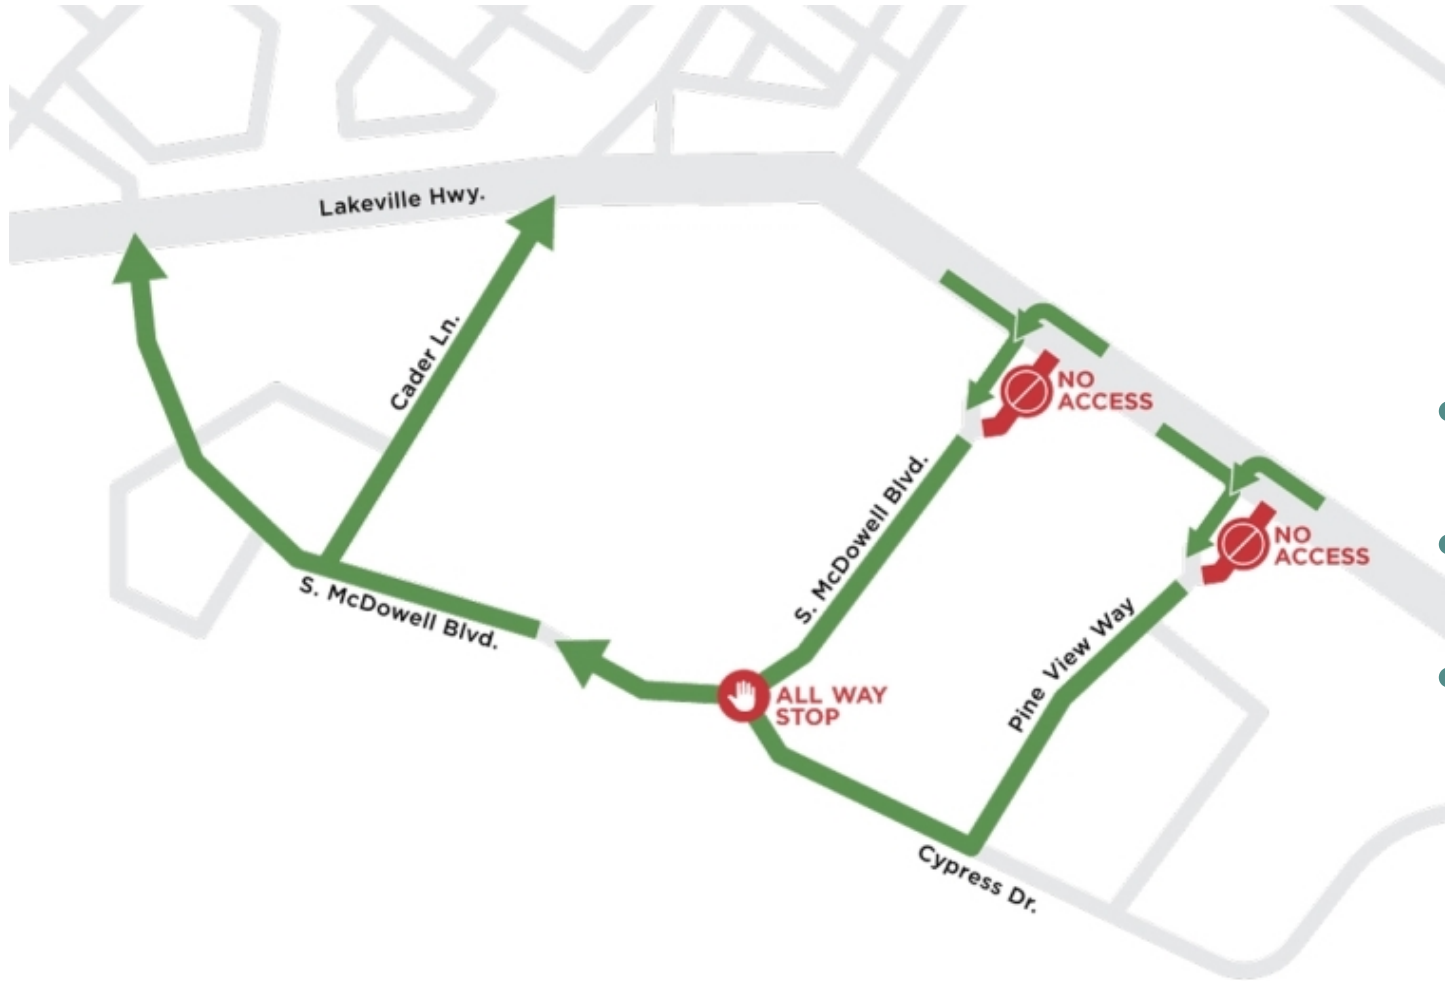 Lakeville Hwy.
Cader Ln.
NO
ACCESS
S. McDowell Blvd.
NO
ACCESS
S. McDowell Blvd.
Pine View Way
ALL WAY
STOP
Cypress Dr.